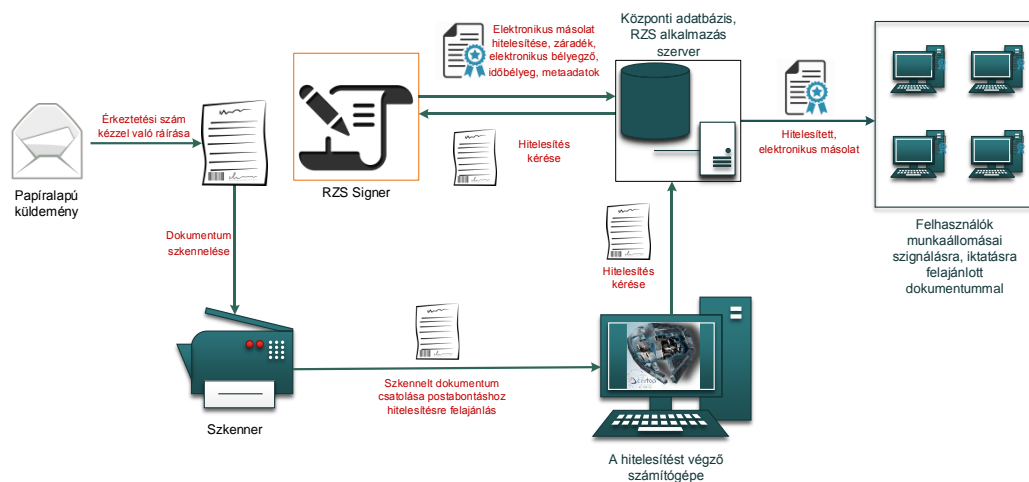 Érkeztetési szám
kézzel való ráírása
Papíralapú
küldemény
Dokumentum
szkennelése
Szkenner
RZS Signer
Elektronikus másolat
hitelesítése, záradék,
elektronikus bélyegző,
időbélyeg, metaadatok
Hitelesítés
kérése
Központi adatbázis,
RZS alkalmazás
szerver
Hitelesített,
elektronikus másolat
Felhasználók
munkaállomásai
szignálásra, iktatásra
felajánlott
dokumentummal
Hitelesítés
kérése
Szkennelt dokumentum
csatolása postabontáshoz
hitelesítésre felajánlás
A hitelesítést végző
számítógépe